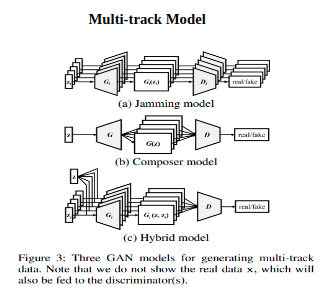 Multi-track Model
z_i G_i G_i(z_i) D_i real/fake
(a) Jamming model
z G G(z) D real/fake
(b) Composer model
z
z_i G_i G_i (z, z_i) D real/fake
(c) Hybrid model
Figure 3: Three GAN models for generating multi-track
data. Note that we do not show the real data x, which will
also be fed to the discriminator(s).